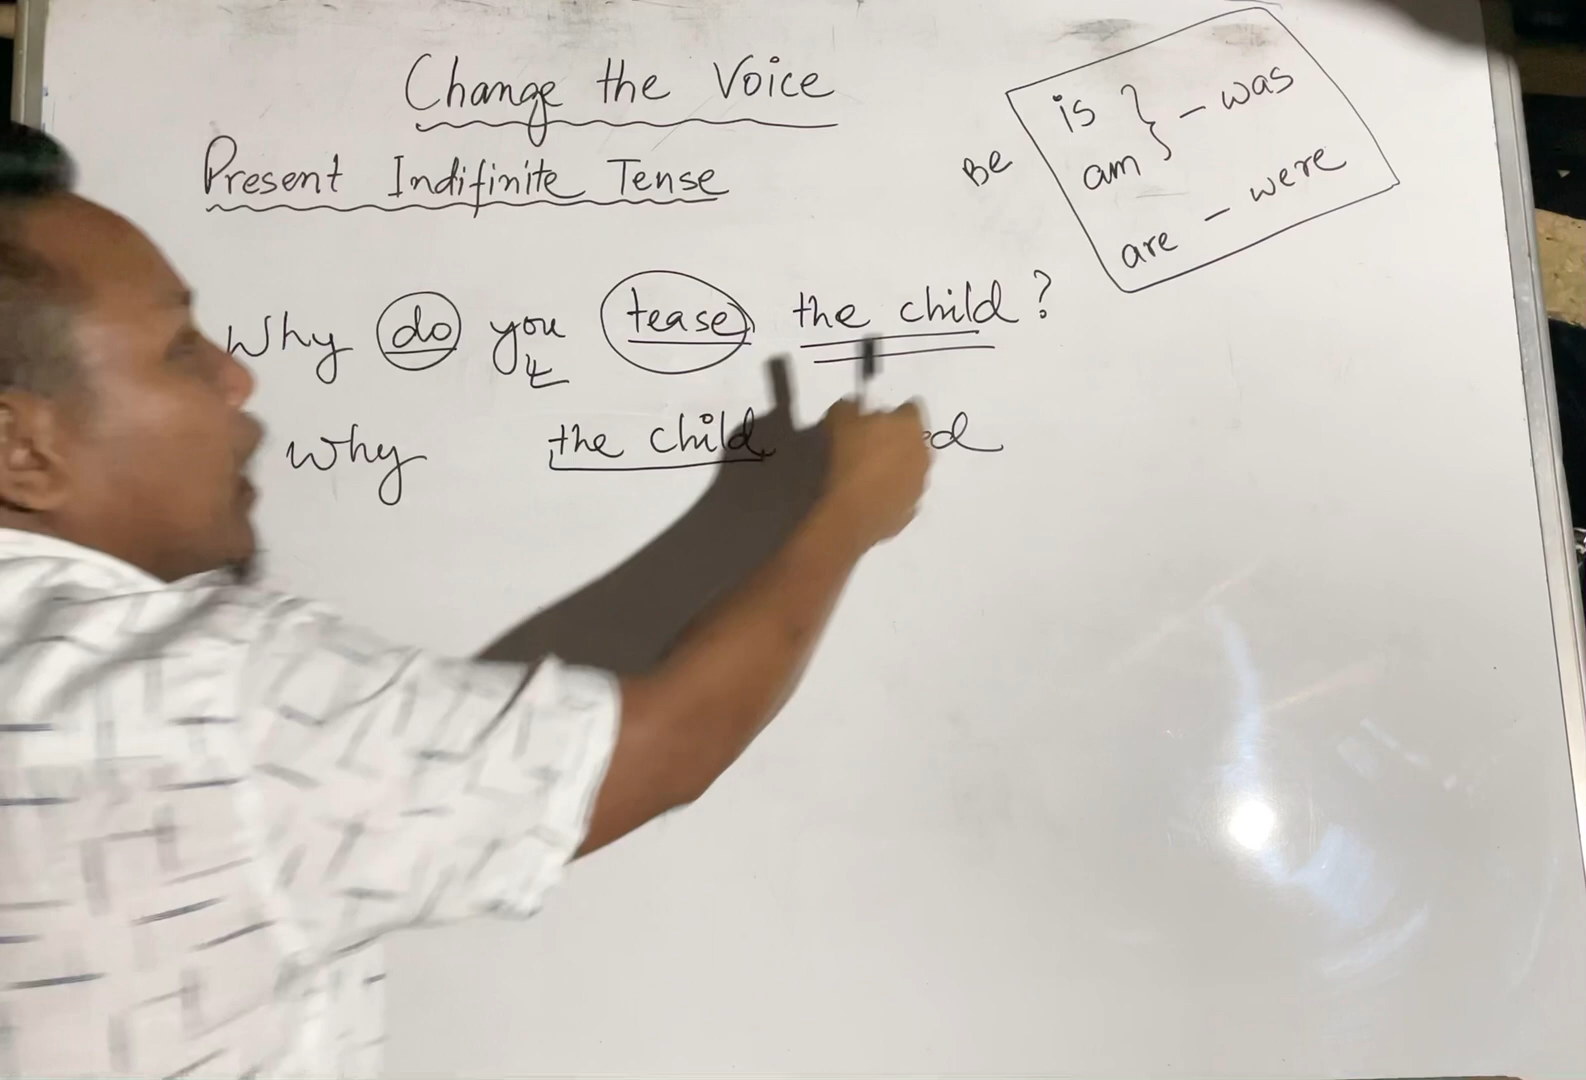 Change the Voice
Present Indifinite Tense
Be
is } - was
am
are - were
Why do you tease the child?
Why the child